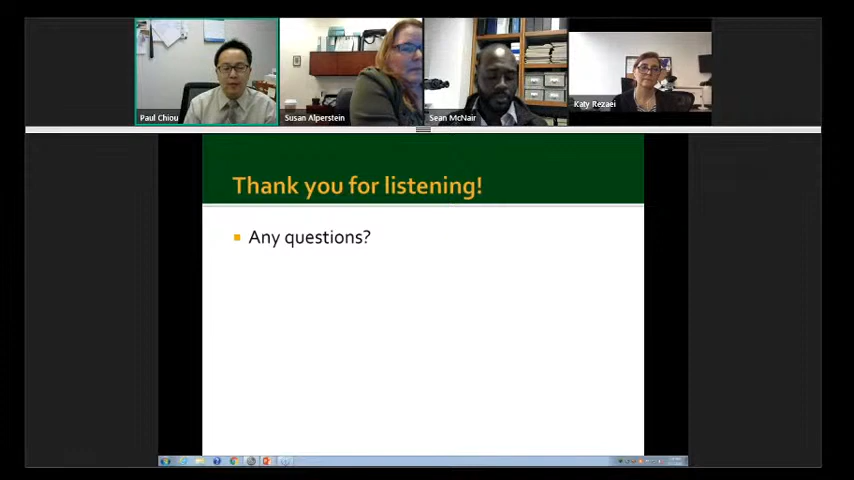 Paul Chiou
Susan Alperstein
Sean McNair
Katy Rezaei
Thank you for listening!
Any questions?